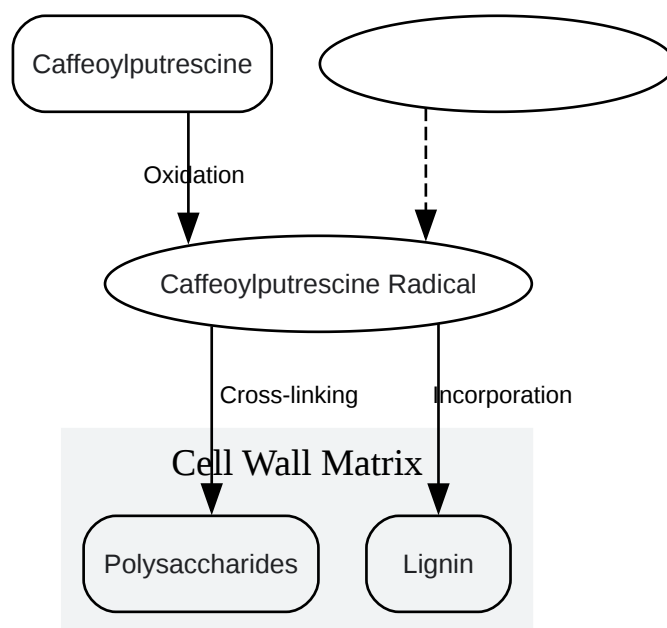 Caffeoylputrescine
Oxidation
Caffeoylputrescine Radical
Cross-linking
Incorporation
Cell Wall Matrix
Polysaccharides
Lignin